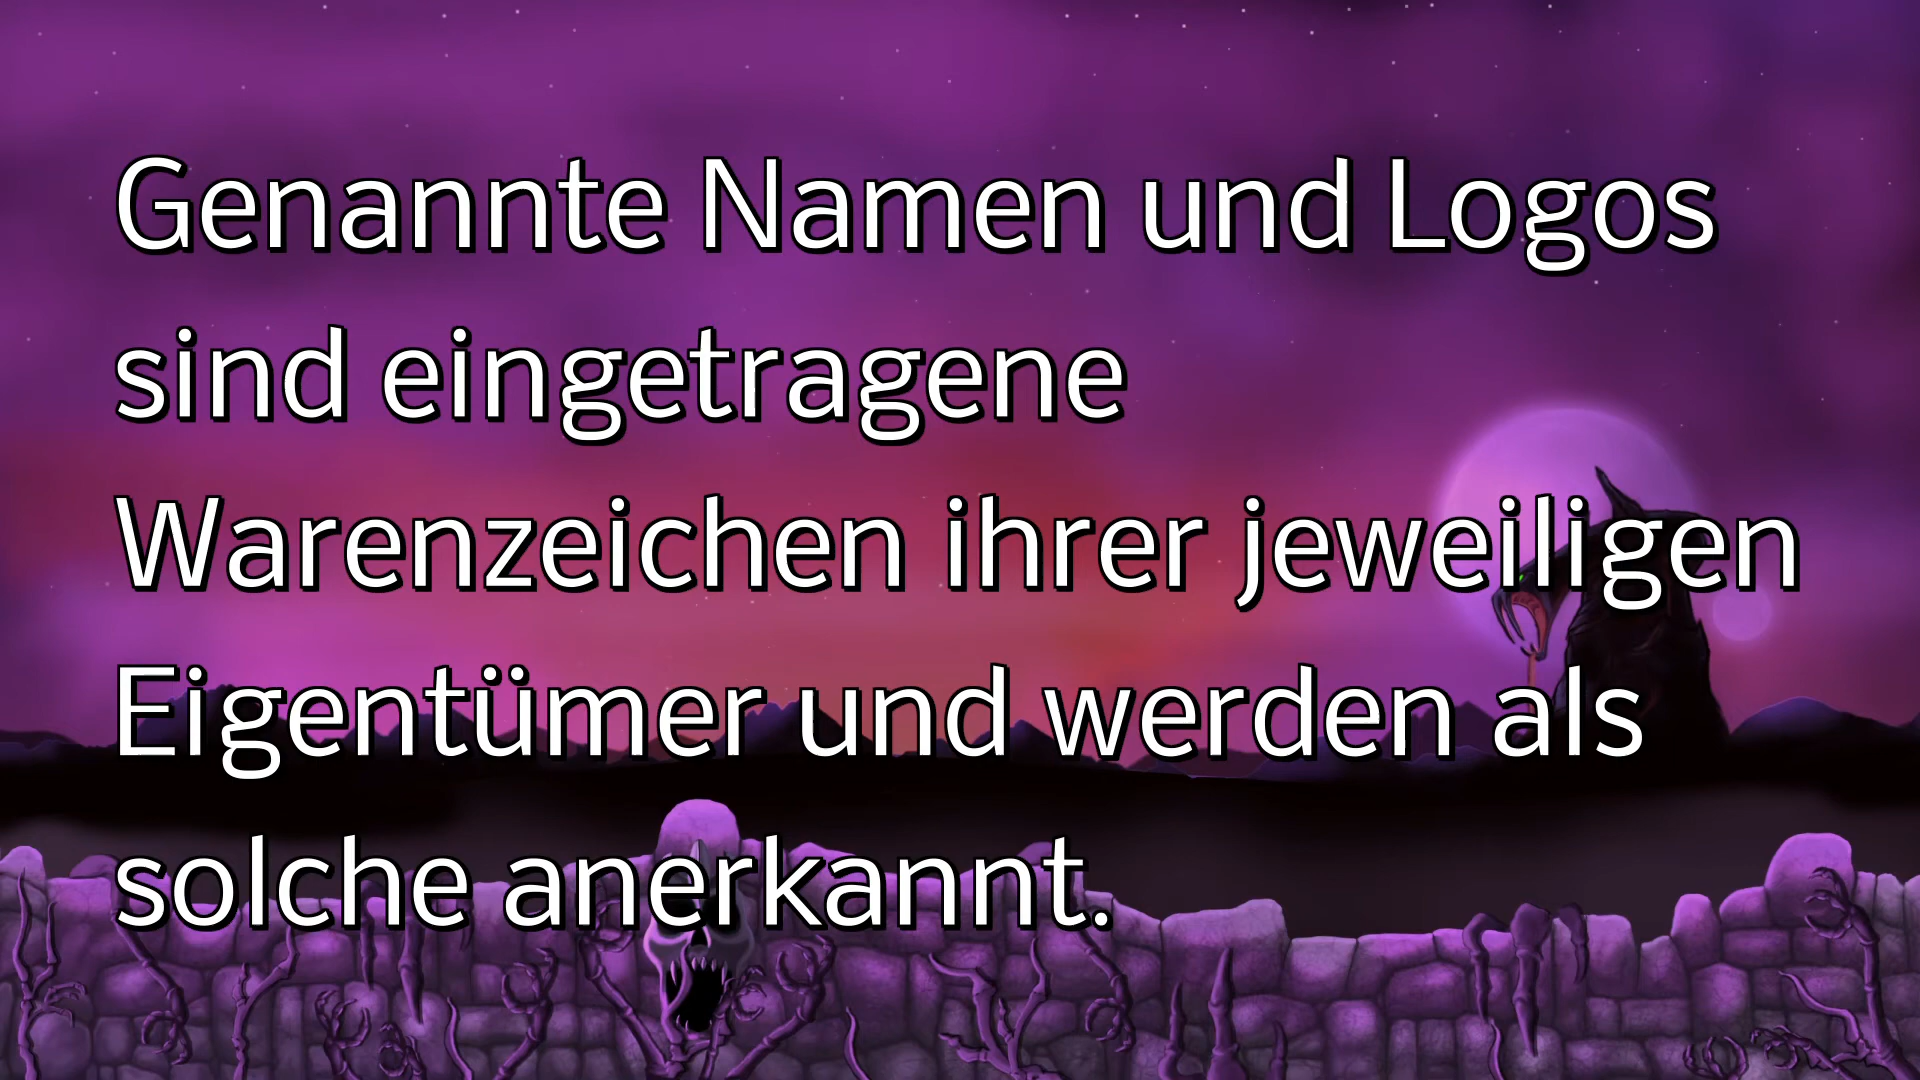 Genannte Namen und Logos
sind eingetragene
Warenzeichen ihrer jeweiligen
Eigentümer und werden als
solche anerkannt.